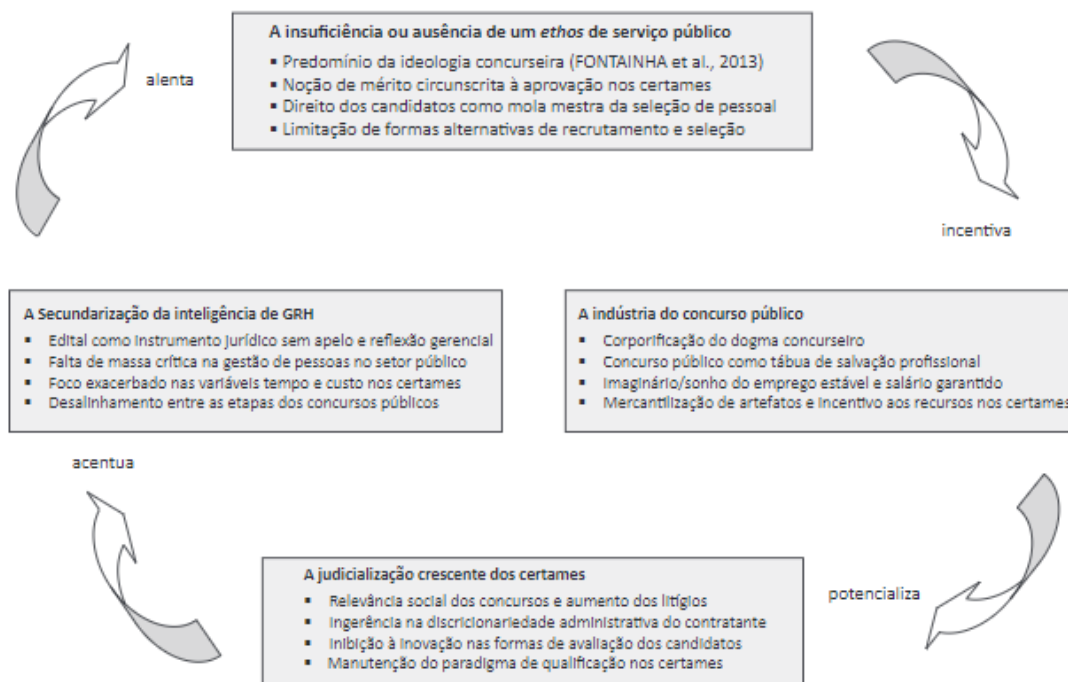 A insuficiência ou ausência de um ethos de serviço público
▪ Predomínio da ideologia concurseira (FONTAINHA et al., 2013)
▪ Noção de mérito circunscrita à aprovação nos certames
▪ Direito dos candidatos como mola mestra da seleção de pessoal
▪ Limitação de formas alternativas de recrutamento e seleção
alenta
incentiva
A Secundarização da inteligência de GRH
▪ Edital como instrumento jurídico sem apelo e reflexão gerencial
▪ Falta de massa crítica na gestão de pessoas no setor público
▪ Foco exacerbado nas variáveis tempo e custo nos certames
▪ Desalinhamento entre as etapas dos concursos públicos
A indústria do concurso público
▪ Corporificação do dogma concurseiro
▪ Concurso público como tábua de salvação profissional
▪ Imaginário/sonho do emprego estável e salário garantido
▪ Mercantilização de artefatos e incentivo aos recursos nos certames
acentua
potencializa
A judicialização crescente dos certames
▪ Relevância social dos concursos e aumento dos litígios
▪ Ingerência na discricionariedade administrativa do contratante
▪ Inibição à inovação nas formas de avaliação dos candidatos
▪ Manutenção do paradigma de qualificação nos certames